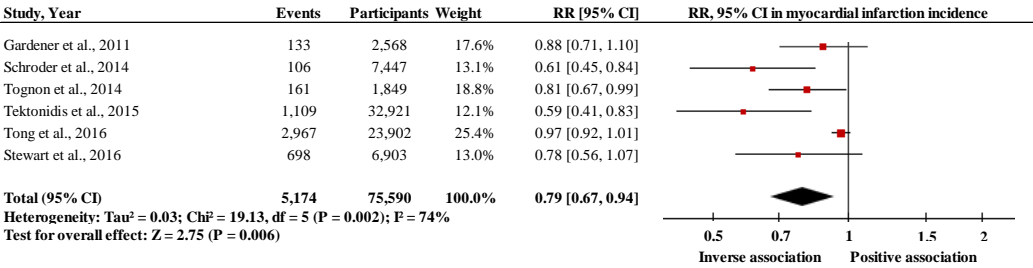 Study, Year Events Participants Weight RR [95% CI] RR, 95% CI in myocardial infarction incidence
Gardener et al., 2011 133 2,568 17.6% 0.88 [0.71, 1.10]
Schroder et al., 2014 106 7,447 13.1% 0.61 [0.45, 0.84]
Tognon et al., 2014 161 1,849 18.8% 0.81 [0.67, 0.99]
Tektonidis et al., 2015 1,109 32,921 12.1% 0.59 [0.41, 0.83]
Tong et al., 2016 2,967 23,902 25.4% 0.97 [0.92, 1.01]
Stewart et al., 2016 698 6,903 13.0% 0.78 [0.56, 1.07]
Total (95% CI) 5,174 75,590 100.0% 0.79 [0.67, 0.94]
Heterogeneity: Tau² = 0.03; Chi² = 19.13, df = 5 (P = 0.002); I² = 74%
Test for overall effect: Z = 2.75 (P = 0.006)
0.5 0.7 1 1.5 2
Inverse association Positive association